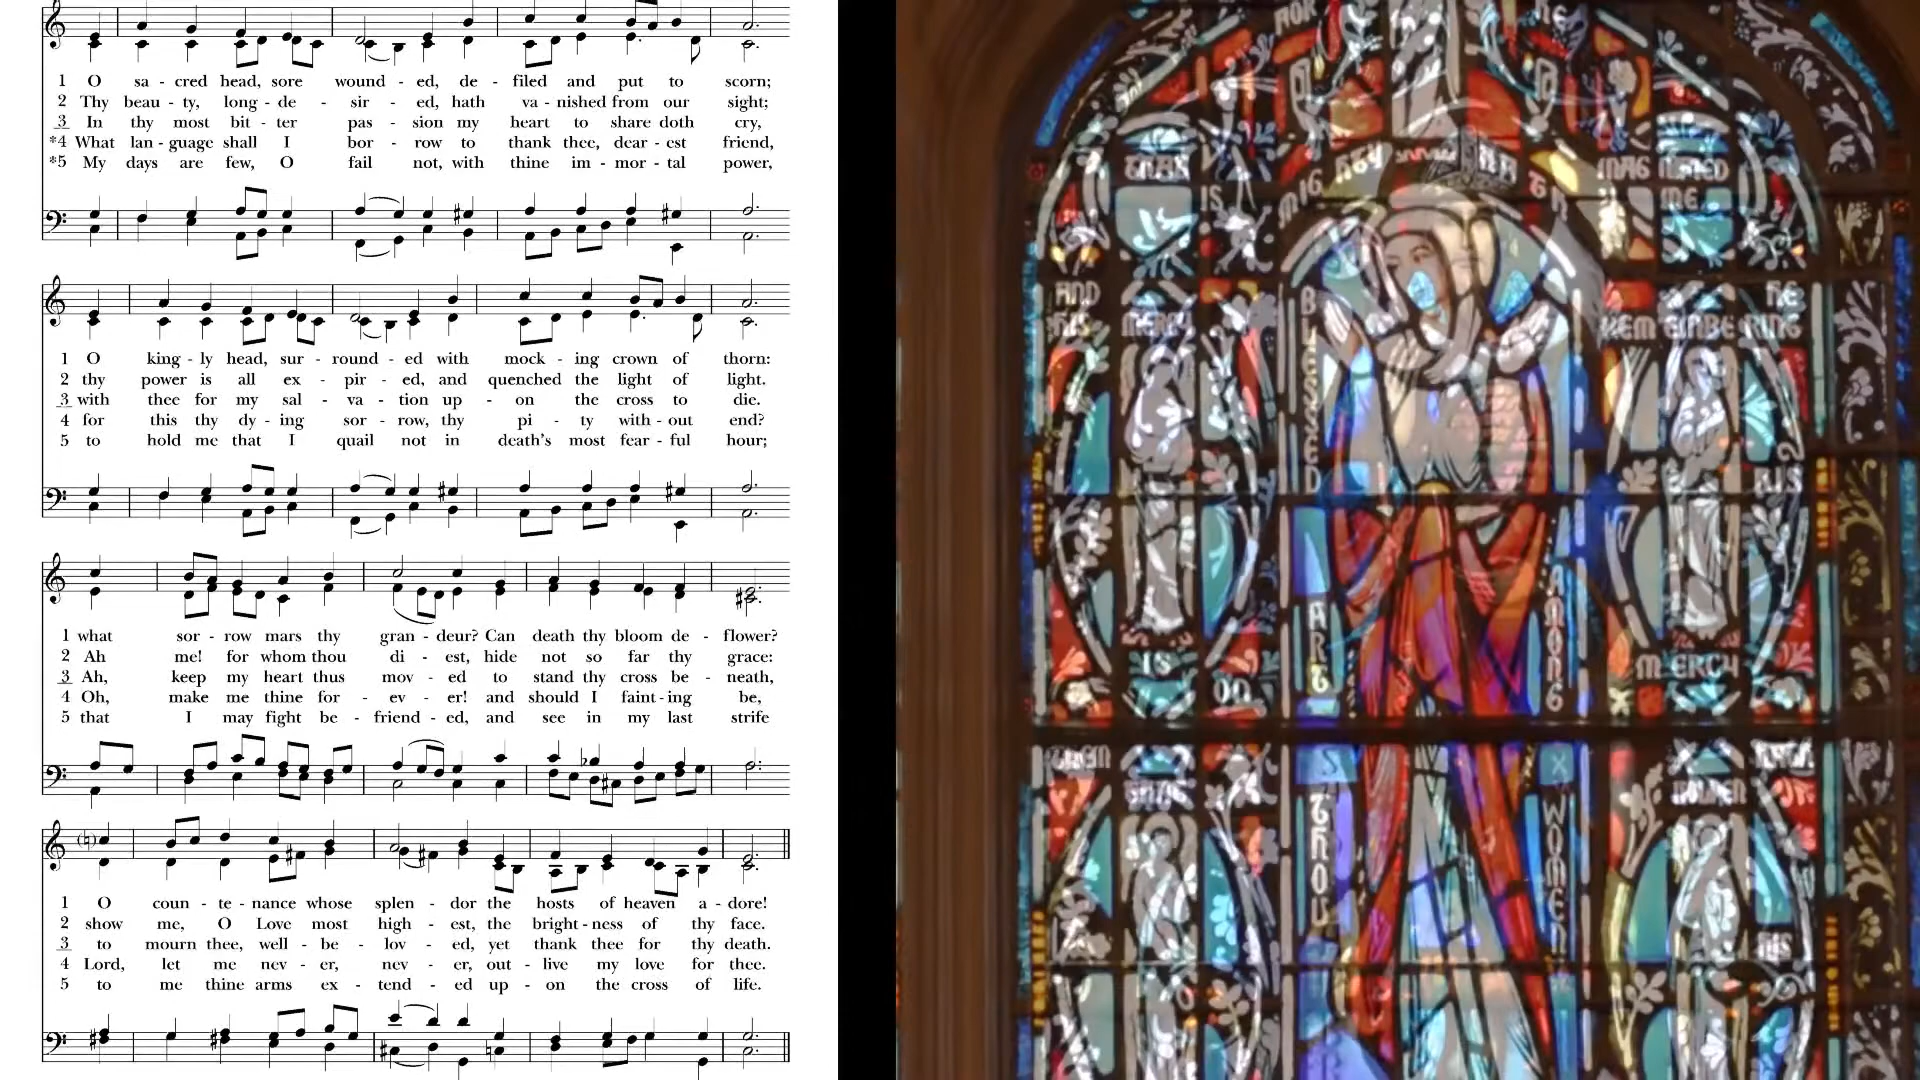 1 O sa - cred head, sore wound - ed, de - filed and put to scorn;
2 Thy beau - ty, long - de - sir - ed, hath va - nished from our sight;
3 In thy most bit - ter pas - sion my heart to share doth cry,
*4 What lan - guage shall I bor - row to thank thee, dear - est friend,
*5 My days are few, O fail not, with thine im - mor - tal power,
1 O king - ly head, sur - round - ed with mock - ing crown of thorn:
2 thy power is all ex - pir - ed, and quenched the light of light.
3 with thee for my sal - va - tion up - on the cross to die.
4 for this thy dy - ing sor - row, thy pi - ty with - out end?
5 to hold me that I quail not in death's most fear - ful hour;
1 what sor - row mars thy gran - deur? Can death thy bloom de - flower?
2 Ah me! for whom thou di - est, hide not so far thy grace:
3 Ah, keep my heart thus mov - ed to stand thy cross be - neath,
4 Oh, make me thine for - ev - er! and should I faint - ing be,
5 that I may fight be - friend - ed, and see in my last strife
1 O coun - te - nance whose splen - dor the hosts of heaven a - dore!
2 show me, O Love most high - est, the bright - ness of thy face.
3 to mourn thee, well - be - lov - ed, yet thank thee for thy death.
4 Lord, let me nev - er, nev - er, out - live my love for thee.
5 to me thine arms ex - tend - ed up - on the cross of life.
IS
ME
AND
HIS MERCY
BLESSED
ART
AMONG
IS
MERCY
THOU
WOMEN
HIS